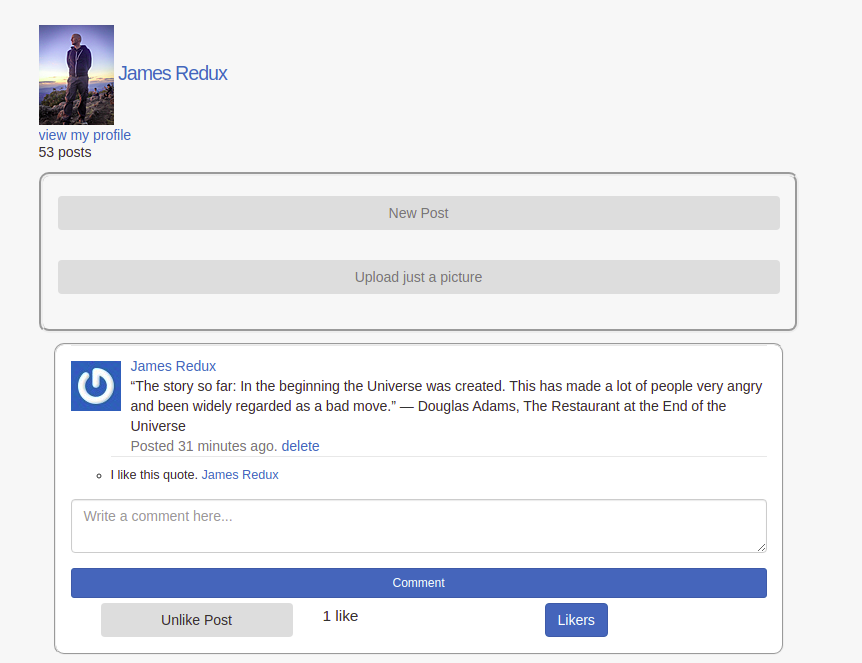 James Redux
view my profile
53 posts
New Post
Upload just a picture
James Redux
“The story so far: In the beginning the Universe was created. This has made a lot of people very angry
and been widely regarded as a bad move.” — Douglas Adams, The Restaurant at the End of the
Universe
Posted 31 minutes ago. delete
I like this quote. James Redux
Write a comment here...
Comment
Unlike Post 1 like Likers